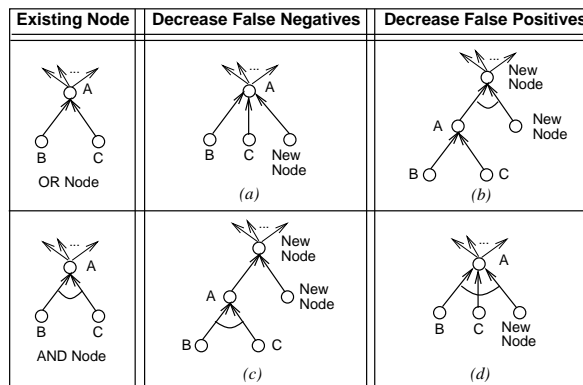 Existing Node
Decrease False Negatives
Decrease False Positives
...
A
B
C
OR Node
...
A
B
C
New
Node
(a)
...
New
Node
A
New
Node
B
C
(b)
...
A
B
C
AND Node
...
New
Node
A
New
Node
B
C
(c)
...
A
B
C
New
Node
(d)